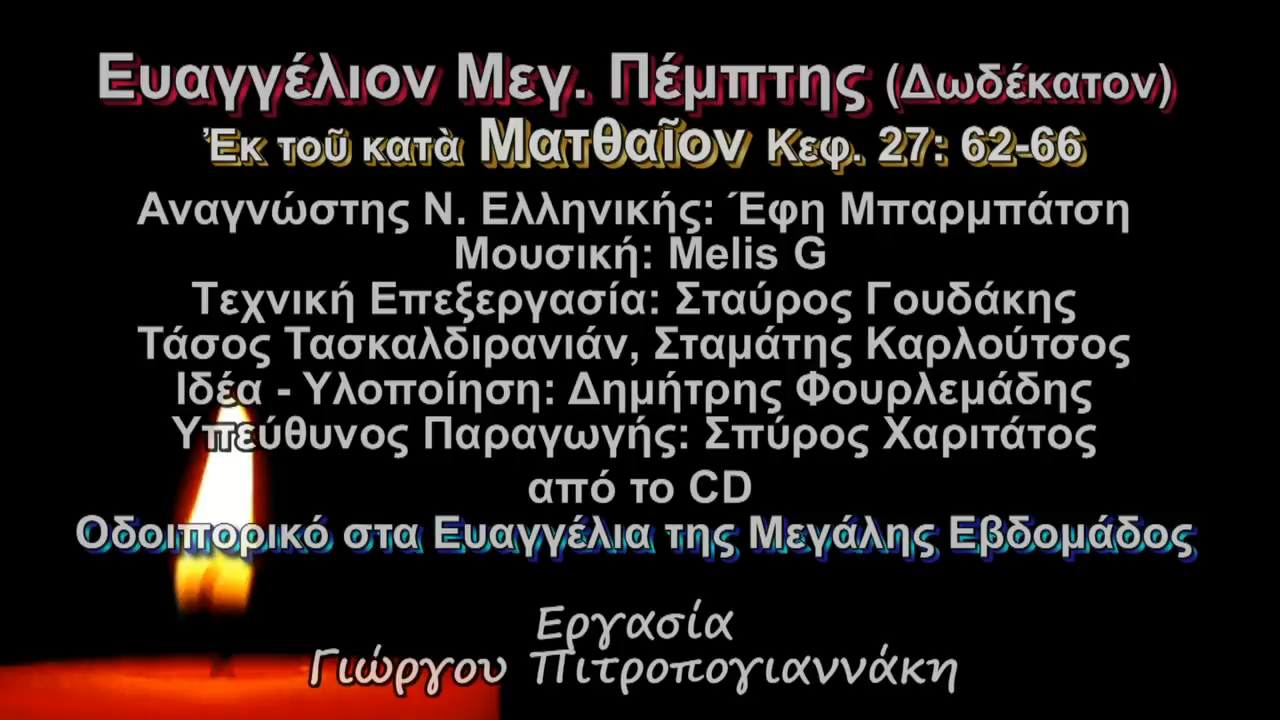 Ευαγγέλιον Μεγ. Πέμπτης (Δωδέκατον)
Ἐκ τοῦ κατὰ Ματθαῖον Κεφ. 27: 62-66
Αναγνώστης Ν. Ελληνικής: Έφη Μπαρμπάτση
Μουσική: Melis G
Τεχνική Επεξεργασία: Σταύρος Γουδάκης
Τάσος Τασκαλδιρανιάν, Σταμάτης Καρλούτσος
Ιδέα - Υλοποίηση: Δημήτρης Φουρλεμάδης
Υπεύθυνος Παραγωγής: Σπύρος Χαριτάτος
από το CD
Οδοιπορικό στα Ευαγγέλια της Μεγάλης Εβδομάδος
Εργασία
Γιώργου Πιτροπογιαννάκη